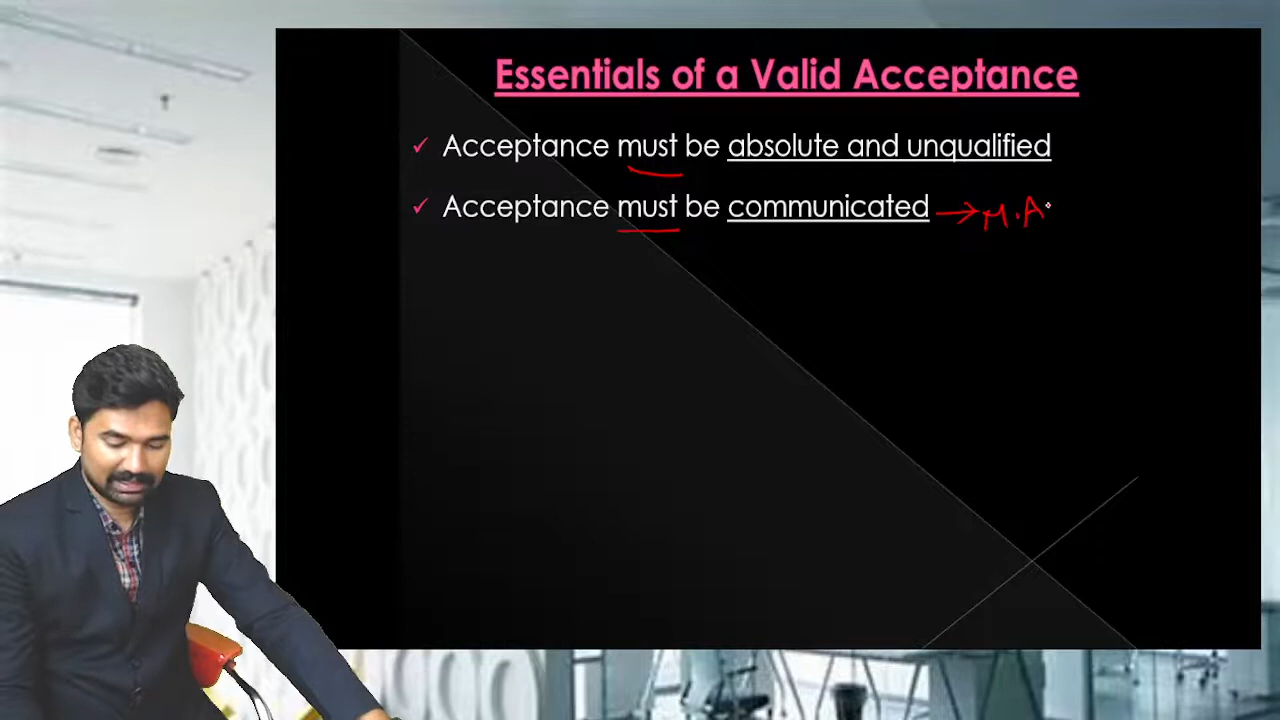 Essentials of a Valid Acceptance
✓ Acceptance must be absolute and unqualified
✓ Acceptance must be communicated → M.A